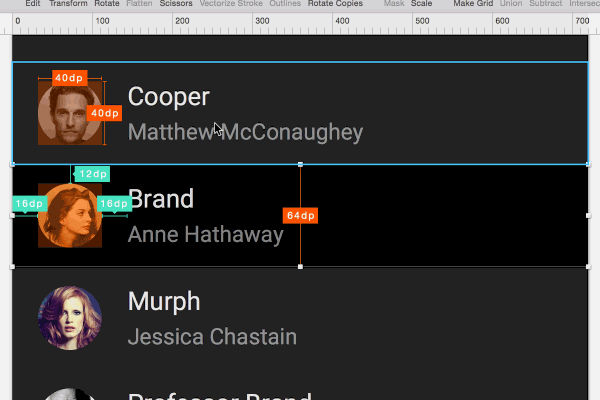 Edit Transform Rotate Flatten Scissors Vectorize Stroke Outlines Rotate Copies Mask Scale Make Grid Union Subtract Intersec
0 100 200 300 400 500 600 700
40dp
Cooper
40dp
Matthew McConaughey
12dp
Brand
16dp 16dp
64dp
Anne Hathaway
Murph
Jessica Chastain
Professor Brand